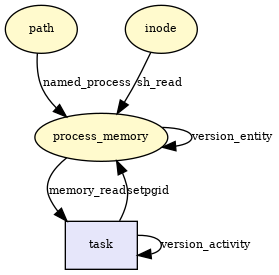 path
inode
named_process
sh_read
process_memory
version_entity
memory_read
setpgid
task
version_activity